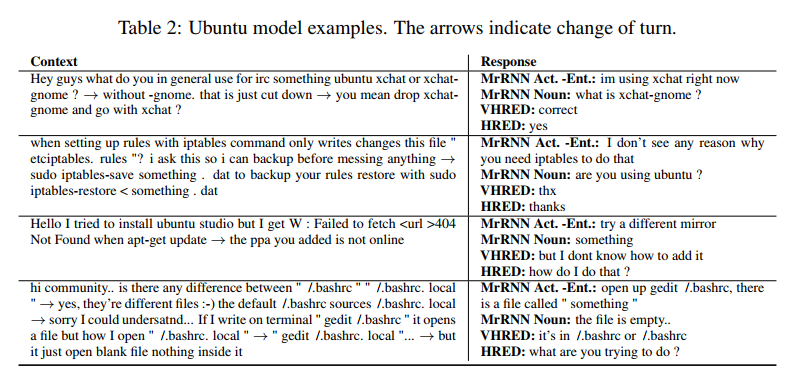 Table 2: Ubuntu model examples. The arrows indicate change of turn.
Context
Response
Hey guys what do you in general use for irc something ubuntu xchat or xchat-
gnome ? → without -gnome. that is just cut down → you mean drop xchat-
gnome and go with xchat ?
MrRNN Act. -Ent.: im using xchat right now
MrRNN Noun: what is xchat-gnome ?
VHRED: correct
HRED: yes
when setting up rules with iptables command only writes changes this file "
etciptables. rules "? i ask this so i can backup before messing anything →
sudo iptables-save something . dat to backup your rules restore with sudo
iptables-restore < something . dat
MrRNN Act. -Ent.: I don't see any reason why
you need iptables to do that
MrRNN Noun: are you using ubuntu ?
VHRED: thx
HRED: thanks
Hello I tried to install ubuntu studio but I get W : Failed to fetch <url >404
Not Found when apt-get update → the ppa you added is not online
MrRNN Act. -Ent.: try a different mirror
MrRNN Noun: something
VHRED: but I dont know how to add it
HRED: how do I do that ?
hi community.. is there any difference between " /.bashrc " " /.bashrc. local
" → yes, they're different files :-) the default /.bashrc sources /.bashrc. local
→ sorry I could undersatnd... If I write on terminal " gedit /.bashrc " it opens
a file but how I open " /.bashrc. local " → " gedit /.bashrc. local "... → but
it just open blank file nothing inside it
MrRNN Act. -Ent.: open up gedit /.bashrc, there
is a file called " something "
MrRNN Noun: the file is empty..
VHRED: it's in /.bashrc or /.bashrc
HRED: what are you trying to do ?